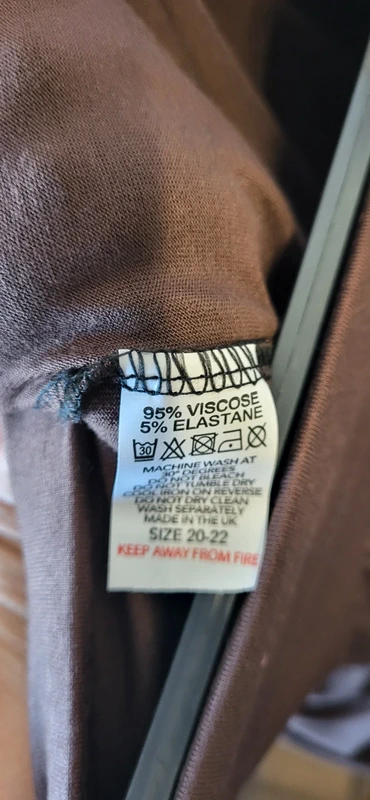 95% VISCOSE
5% ELASTANE
30
MACHINE WASH AT
30° DEGREES
DO NOT BLEACH
DO NOT TUMBLE DRY
COOL IRON ON REVERSE
DO NOT DRY CLEAN
WASH SEPARATELY
MADE IN THE UK
SIZE 20-22
KEEP AWAY FROM FIRE